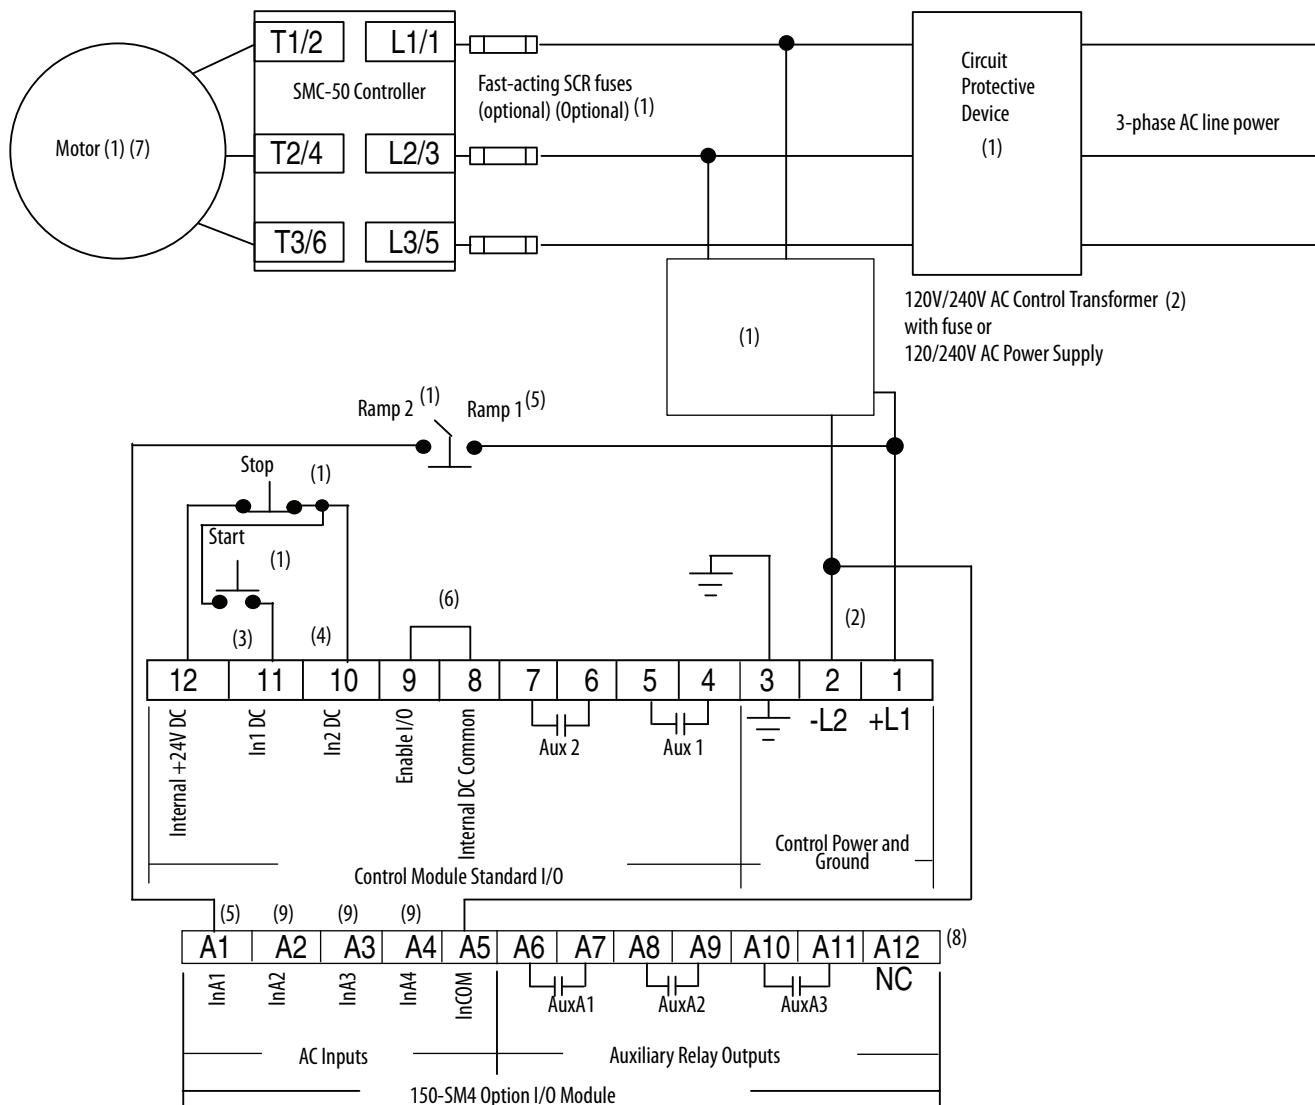 T1/2 L1/1
SMC-50 Controller
Fast-acting SCR fuses
(optional) (Optional) (1)
Circuit
Protective
Device
(1)
3-phase AC line power
Motor (1) (7)
T2/4 L2/3
T3/6 L3/5
120V/240V AC Control Transformer (2)
with fuse or
120/240V AC Power Supply
(1)
Ramp 2 (1) Ramp 1 (5)
Stop (1)
Start (1)
(3) (4) (6) (2)
12 11 10 9 8 7 6 5 4 3 2 1
-L2 +L1
Internal +24V DC
In1 DC
In2 DC
Enable I/O
Internal DC Common
Aux 2
Aux 1
Control Power and
Ground
Control Module Standard I/O
(5) (9) (9) (9)
A1 A2 A3 A4 A5 A6 A7 A8 A9 A10 A11 A12 (8)
NC
InA1
InA2
InA3
InA4
InCOM
AuxA1
AuxA2
AuxA3
AC Inputs
Auxiliary Relay Outputs
150-SM4 Option I/O Module